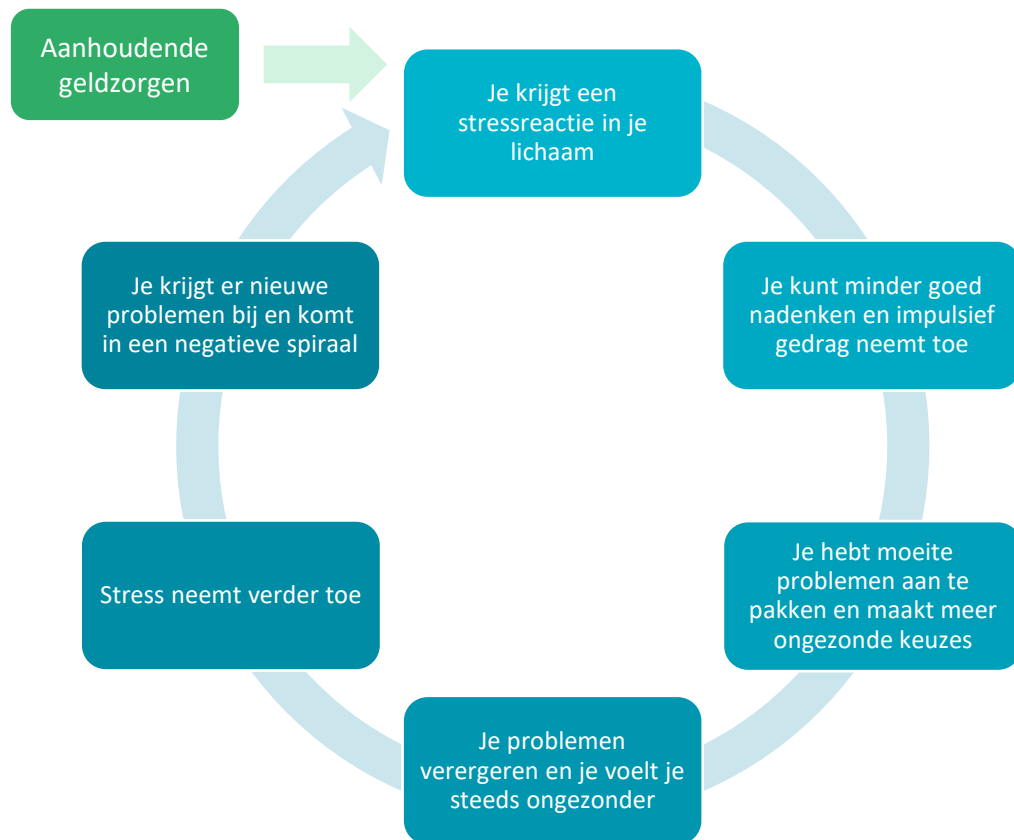 Aanhoudende
geldzorgen
Je krijgt een
stressreactie in je
lichaam
Je kunt minder goed
nadenken en impulsief
gedrag neemt toe
Je hebt moeite
problemen aan te
pakken en maakt meer
ongezonde keuzes
Je problemen
verergeren en je voelt je
steeds ongezonder
Stress neemt verder toe
Je krijgt er nieuwe
problemen bij en komt
in een negatieve spiraal